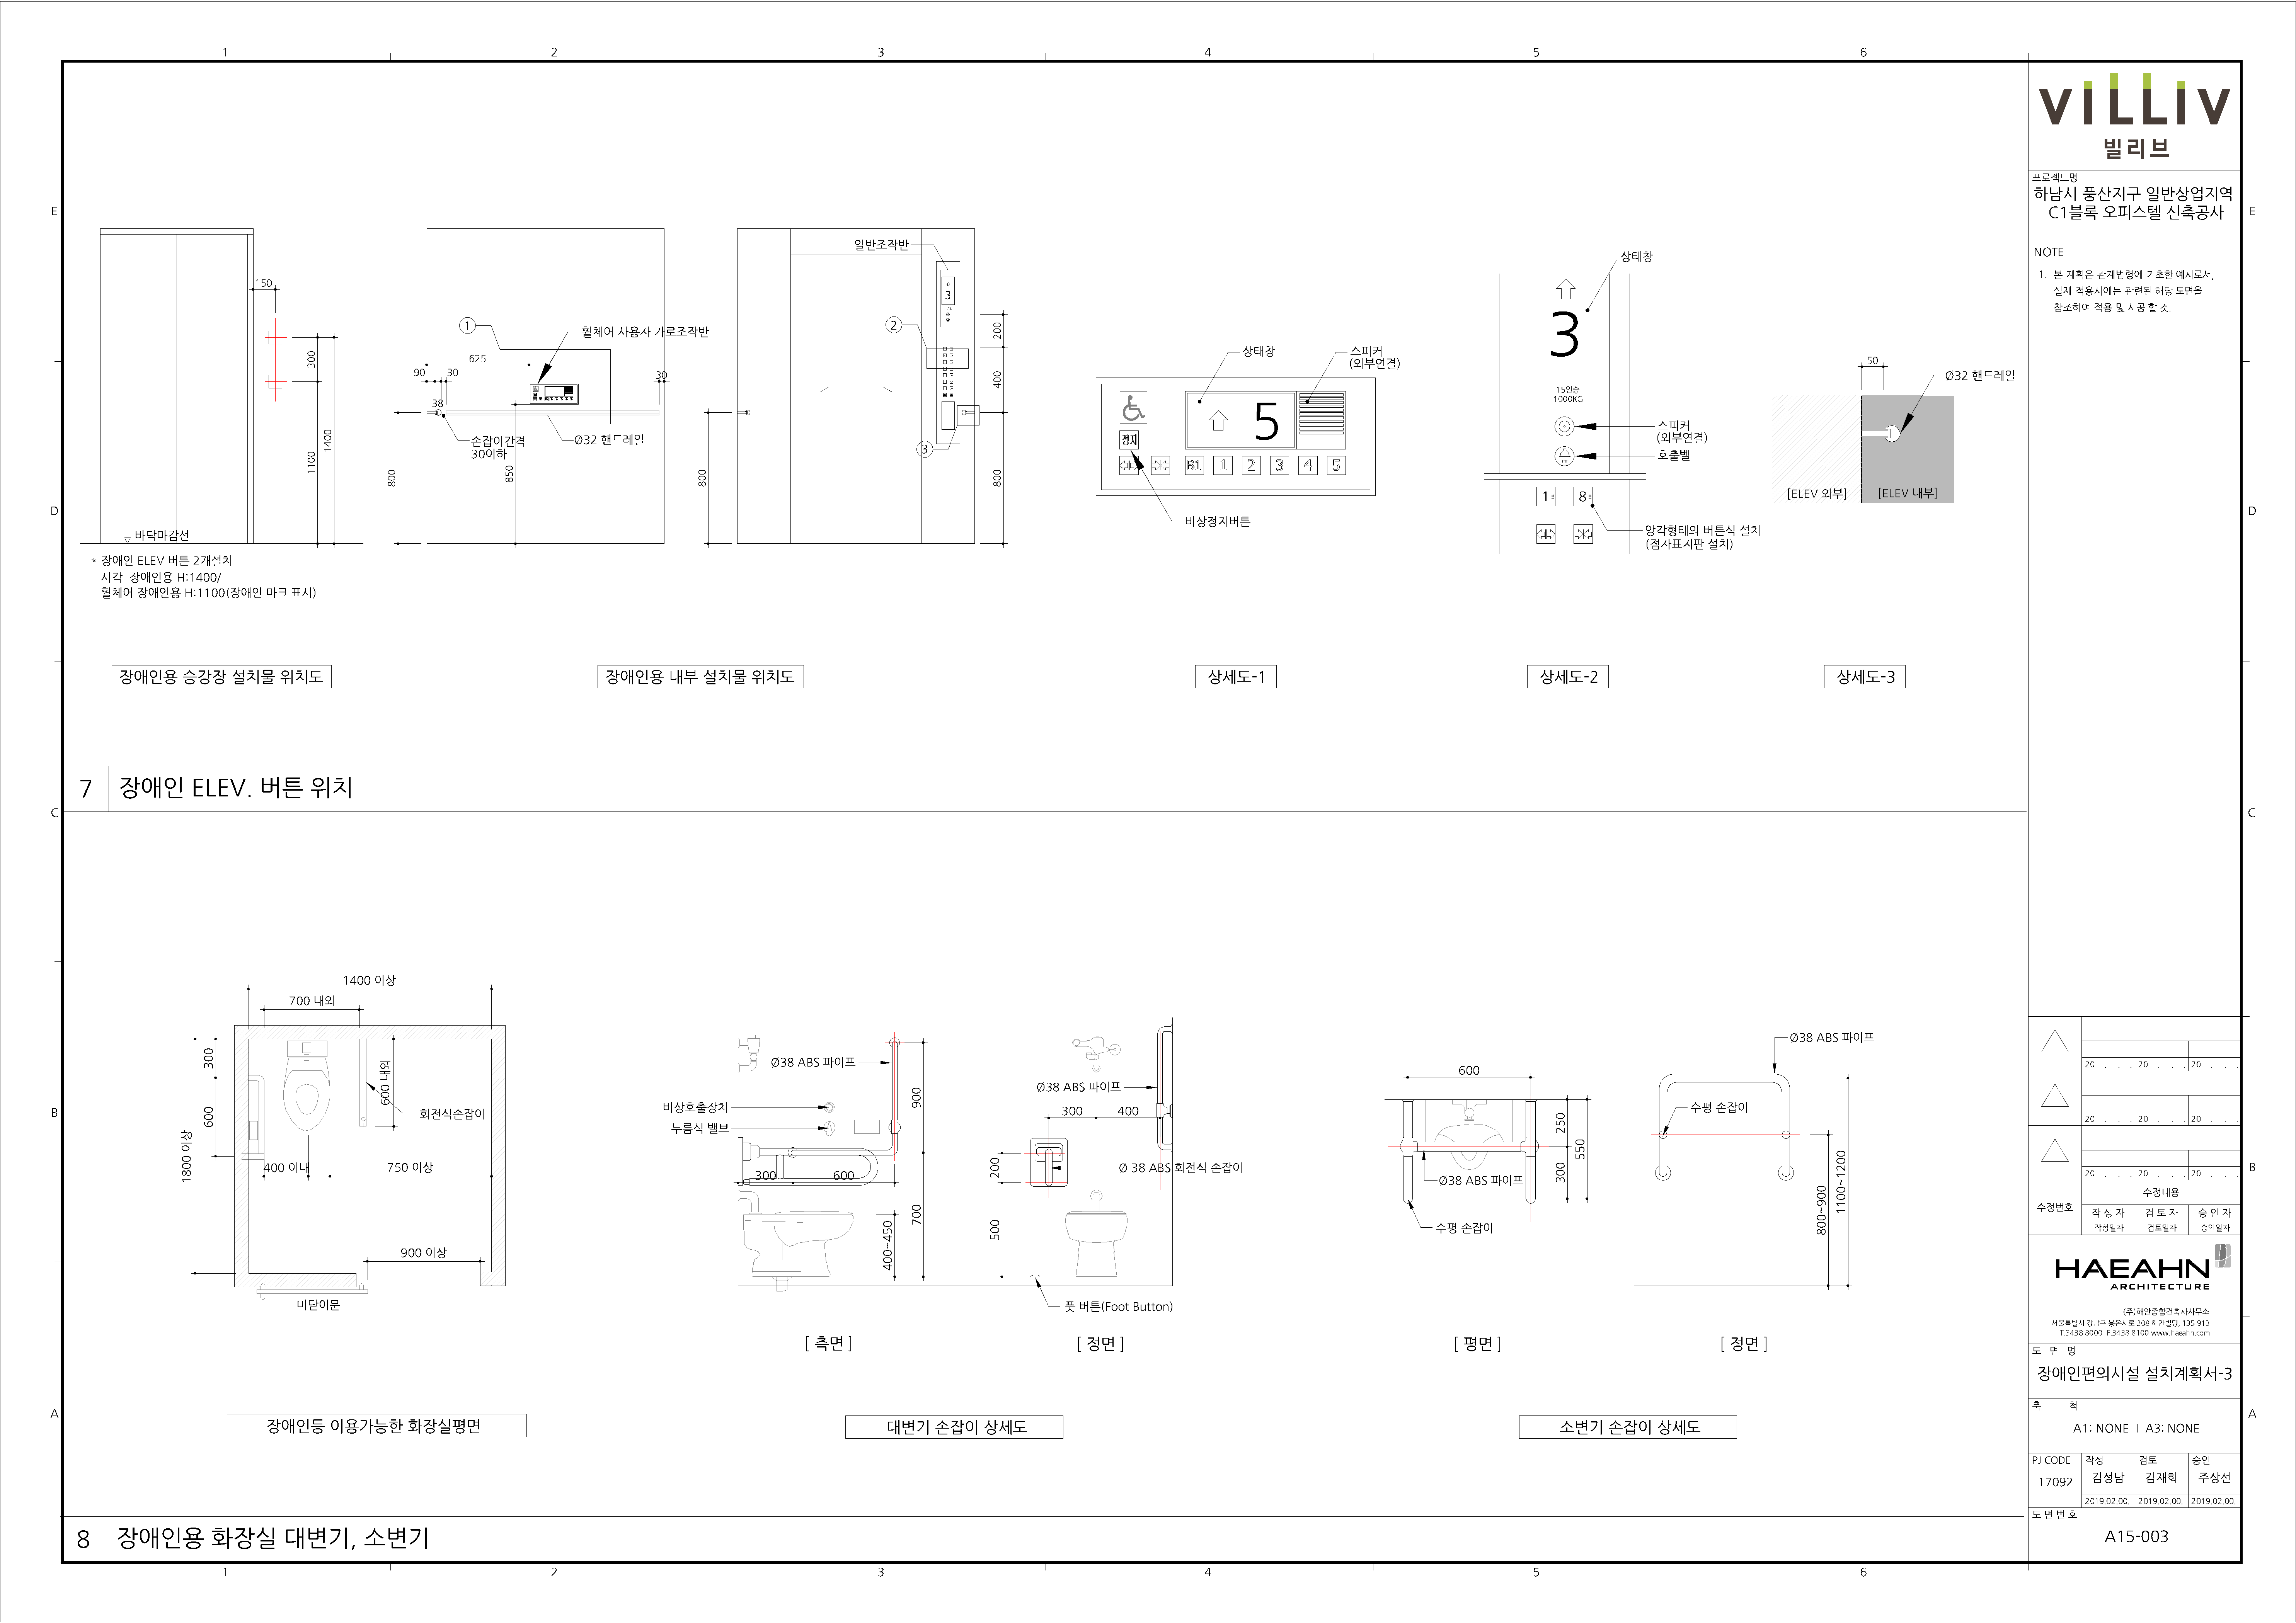 1 2 3 4 5 6
E
D
C
B
A
150
300
1400
1100
바닥마감선
* 장애인 ELEV 버튼 2개설치
시각 장애인용 H:1400/
휠체어 장애인용 H:1100(장애인 마크 표시)
장애인용 승강장 설치물 위치도
1
휠체어 사용자 가로조작반
625
90
30
38
30
손잡이간격
30이하
Ø32 핸드레일
800
850
장애인용 내부 설치물 위치도
일반조작반
3
2
3
200
400
800
800
상태창
스피커
(외부연결)
5
정지
B1 1 2 3 4 5
비상정지버튼
상세도-1
상태창
3
15인승
1000KG
스피커
(외부연결)
호출벨
1
8
양각형태의 버튼식 설치
(점자표지판 설치)
상세도-2
50
Ø32 핸드레일
[ELEV 외부]
[ELEV 내부]
상세도-3
7 장애인 ELEV. 버튼 위치
1400 이상
700 내외
300
600
600 내외
회전식손잡이
1800 이상
400 이내
750 이상
900 이상
미닫이문
장애인등 이용가능한 화장실평면
Ø38 ABS 파이프
비상호출장치
누름식 밸브
300
600
900
700
400~450
[ 측면 ]
Ø38 ABS 파이프
300
400
200
500
Ø 38 ABS 회전식 손잡이
풋 버튼(Foot Button)
[ 정면 ]
대변기 손잡이 상세도
600
250
300
550
Ø38 ABS 파이프
수평 손잡이
[ 평면 ]
Ø38 ABS 파이프
수평 손잡이
800~900
1100~1200
[ 정면 ]
소변기 손잡이 상세도
8 장애인용 화장실 대변기, 소변기
VILLIV
빌리브
프로젝트명
하남시 풍산지구 일반상업지역
C1블록 오피스텔 신축공사
NOTE
1. 본 계획은 관계법령에 기초한 예시로서,
실제 적용시에는 관련된 해당 도면을
참조하여 적용 및 시공 할 것.
20 . . . 20 . . . 20 . . .
20 . . . 20 . . . 20 . . .
20 . . . 20 . . . 20 . . .
수정번호
수정내용
작 성 자 검 토 자 승 인 자
작성일자 검토일자 승인일자
HAEAHN
ARCHITECTURE
(주)해안종합건축사사무소
서울특별시 강남구 봉은사로 208 해안빌딩, 135-913
T.3438 8000 F.3438 8100 www.haeahn.com
도 면 명
장애인편의시설 설치계획서-3
축 척
A1: NONE I A3: NONE
PJ CODE 작성 검토 승인
17092 김성남 김재희 주상선
2019.02.00. 2019.02.00. 2019.02.00.
도 면 번 호
A15-003
E
D
C
B
A
1 2 3 4 5 6